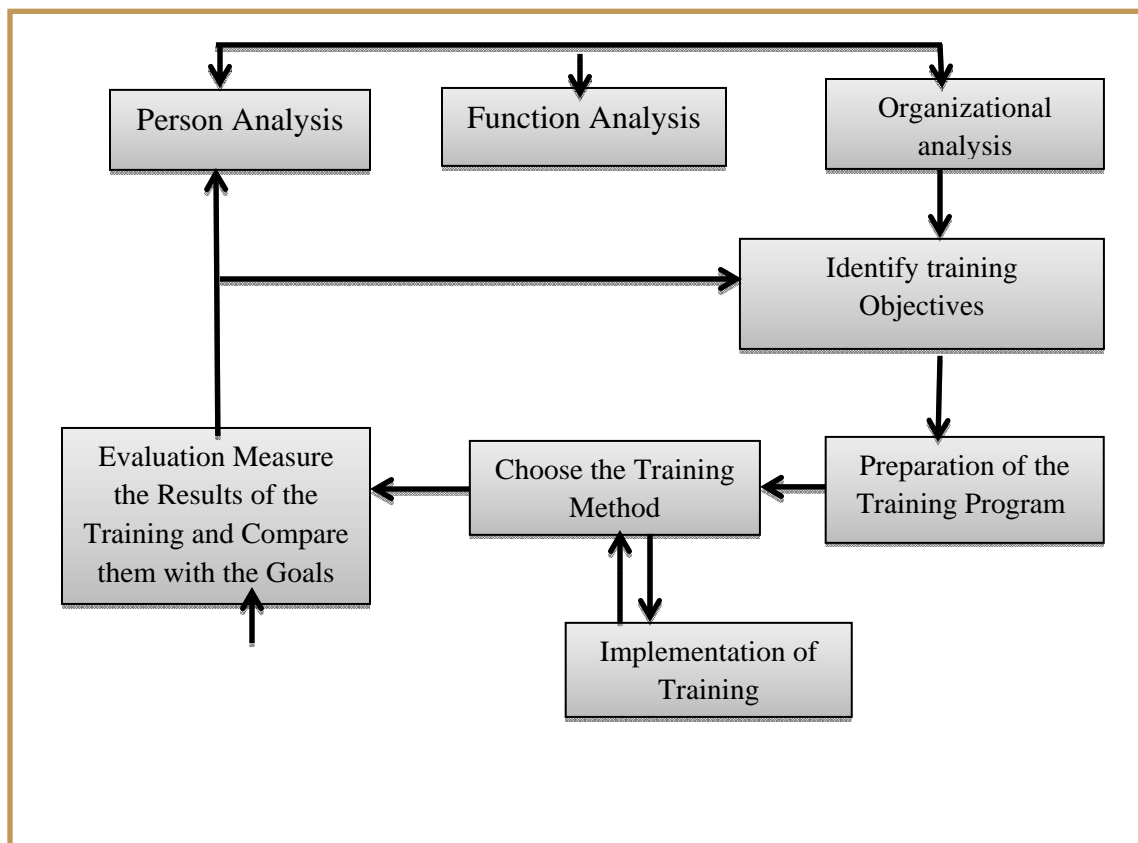 Person Analysis
Function Analysis
Organizational
analysis
Identify training
Objectives
Evaluation Measure
the Results of the
Training and Compare
them with the Goals
Choose the Training
Method
Preparation of the
Training Program
Implementation of
Training